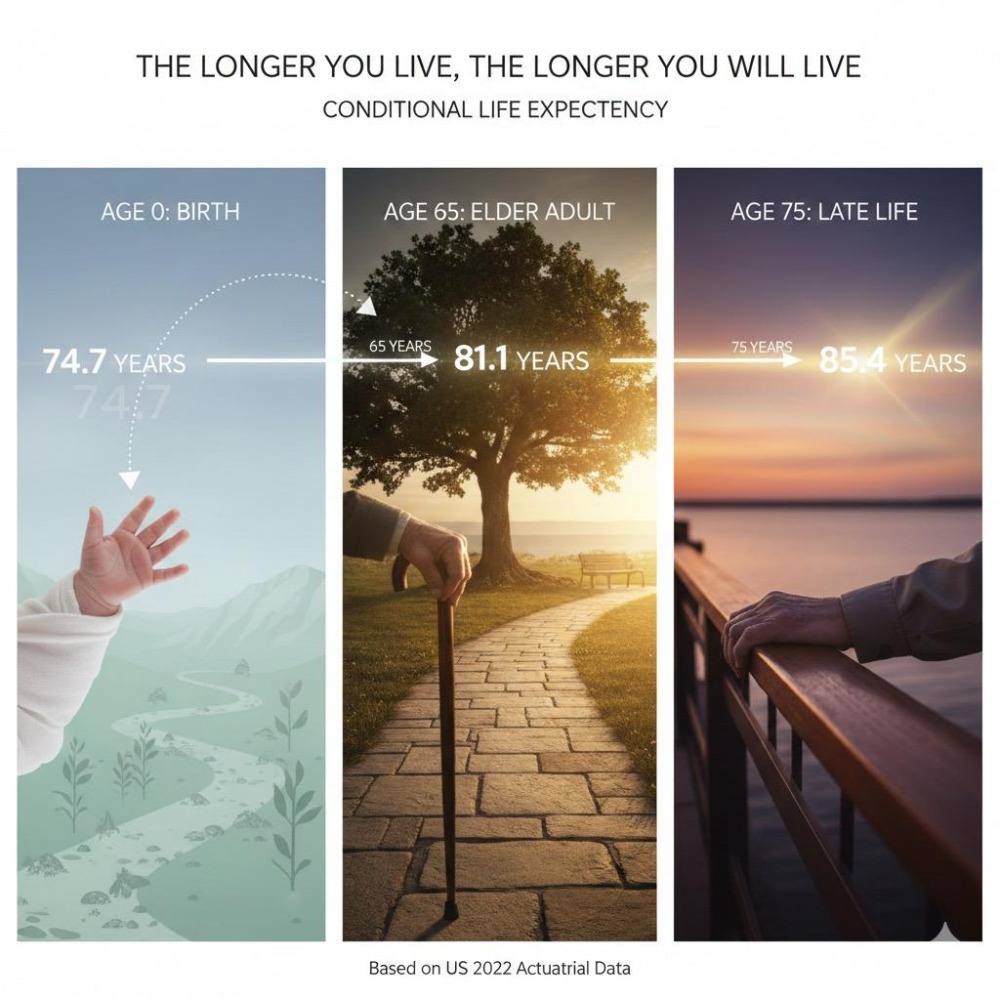 THE LONGER YOU LIVE, THE LONGER YOU WILL LIVE
CONDITIONAL LIFE EXPECTENCY
AGE 0: BIRTH
74.7 YEARS
74.7
AGE 65: ELDER ADULT
65 YEARS
81.1 YEARS
AGE 75: LATE LIFE
75 YEARS
85.4 YEARS
Based on US 2022 Actuatrial Data